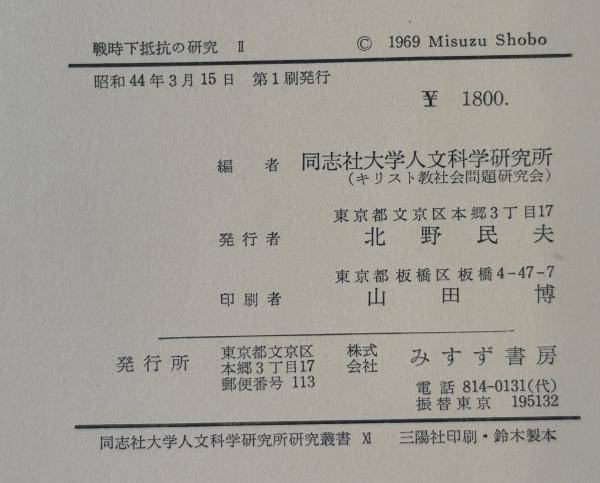 戦時下抵抗の研究 Ⅱ © 1969 Misuzu Shobo
昭和44年3月15日 第1刷発行
¥ 1800.
編者 同志社大学人文科学研究所
(キリスト教社会問題研究会)
東京都文京区本郷3丁目17
発行者 北野民夫
東京都板橋区板橋4-47-7
印刷者 山田博
発行所 東京都文京区本郷3丁目17 郵便番号 113 株式会社 みすず書房
電話 814-0131(代)
振替東京 195132
同志社大学人文科学研究所研究叢書 Ⅺ 三陽社印刷・鈴木製本